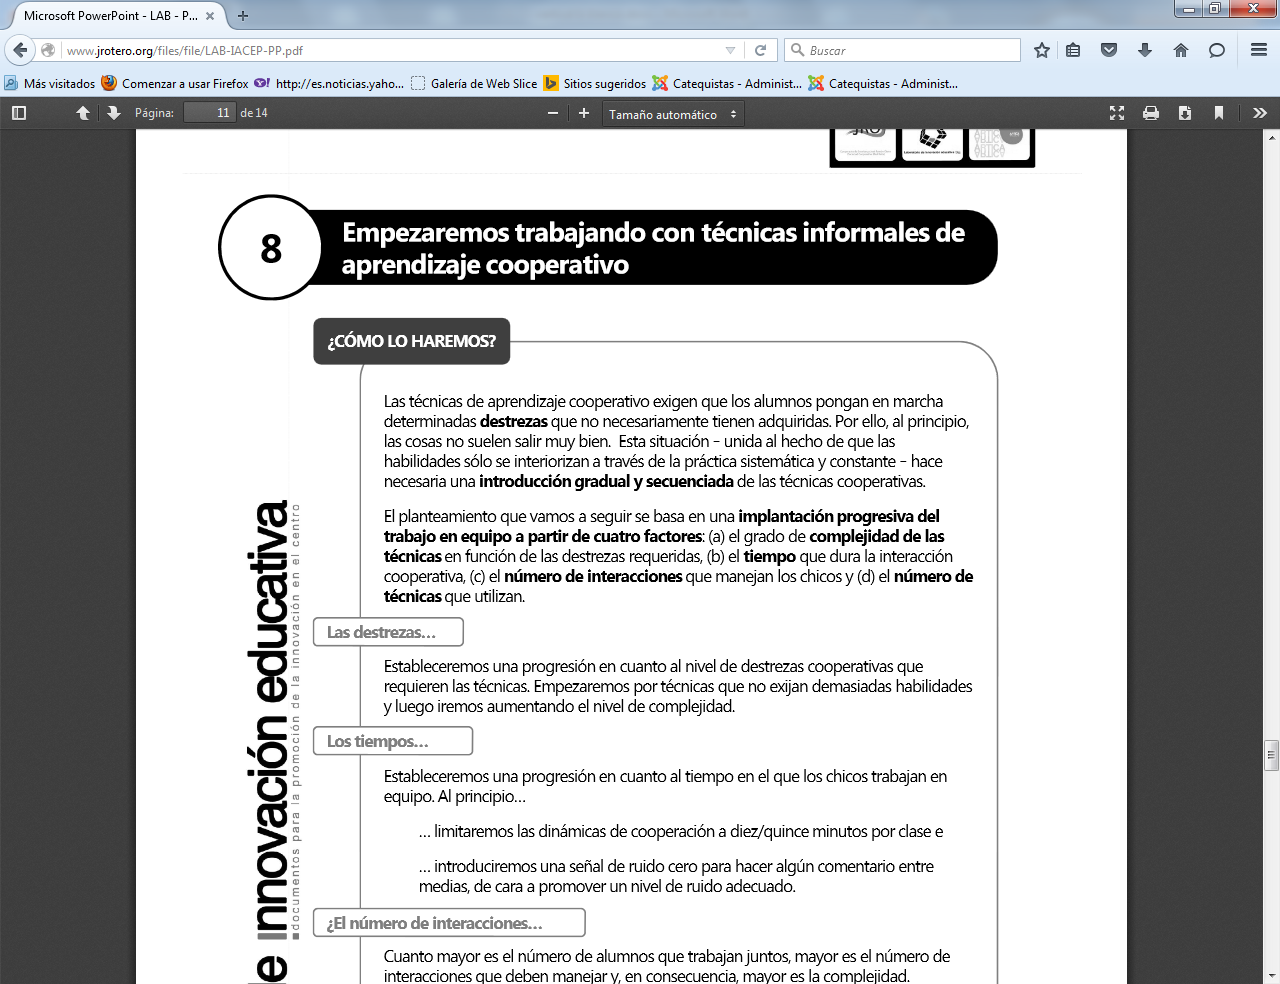 Microsoft PowerPoint - LAB - P...
www.jrotero.org/files/file/LAB-IACEP-PP.pdf
Buscar
Más visitados
Comenzar a usar Firefox
http://es.noticias.yaho...
Galería de Web Slice
Sitios sugeridos
Catequistas - Administ...
Catequistas - Administ...
Página:
11
de 14
Tamaño automático
8
Empezaremos trabajando con técnicas informales de
aprendizaje cooperativo
¿CÓMO LO HAREMOS?
Las técnicas de aprendizaje cooperativo exigen que los alumnos pongan en marcha
determinadas destrezas que no necesariamente tienen adquiridas. Por ello, al principio,
las cosas no suelen salir muy bien. Esta situación – unida al hecho de que las
habilidades sólo se interiorizan a través de la práctica sistemática y constante – hace
necesaria una introducción gradual y secuenciada de las técnicas cooperativas.
El planteamiento que vamos a seguir se basa en una implantación progresiva del
trabajo en equipo a partir de cuatro factores: (a) el grado de complejidad de las
técnicas en función de las destrezas requeridas, (b) el tiempo que dura la interacción
cooperativa, (c) el número de interacciones que manejan los chicos y (d) el número de
técnicas que utilizan.
Las destrezas...
Estableceremos una progresión en cuanto al nivel de destrezas cooperativas que
requieren las técnicas. Empezaremos por técnicas que no exijan demasiadas habilidades
y luego iremos aumentando el nivel de complejidad.
Los tiempos...
Estableceremos una progresión en cuanto al tiempo en el que los chicos trabajan en
equipo. Al principio...
... limitaremos las dinámicas de cooperación a diez/quince minutos por clase e
... introduciremos una señal de ruido cero para hacer algún comentario entre
medias, de cara a promover un nivel de ruido adecuado.
¿El número de interacciones...
Cuanto mayor es el número de alumnos que trabajan juntos, mayor es el número de
interacciones que deben manejar y, en consecuencia, mayor es la complejidad.
de innovación educativa
documentos para la promoción de la innovación en el centro